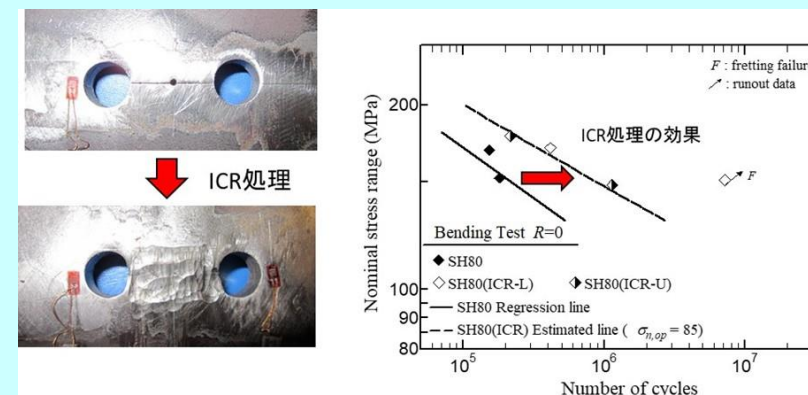 ICR処理
F : fretting failure
: runout data
200
100
90
80
Nominal stress range (MPa)
ICR処理の効果
F
Bending Test R=0
SH80
SH80(ICR-L)
SH80(ICR-U)
SH80 Regression line
SH80(ICR) Estimated line ( σn,op = 85)
10^5
10^6
10^7
Number of cycles